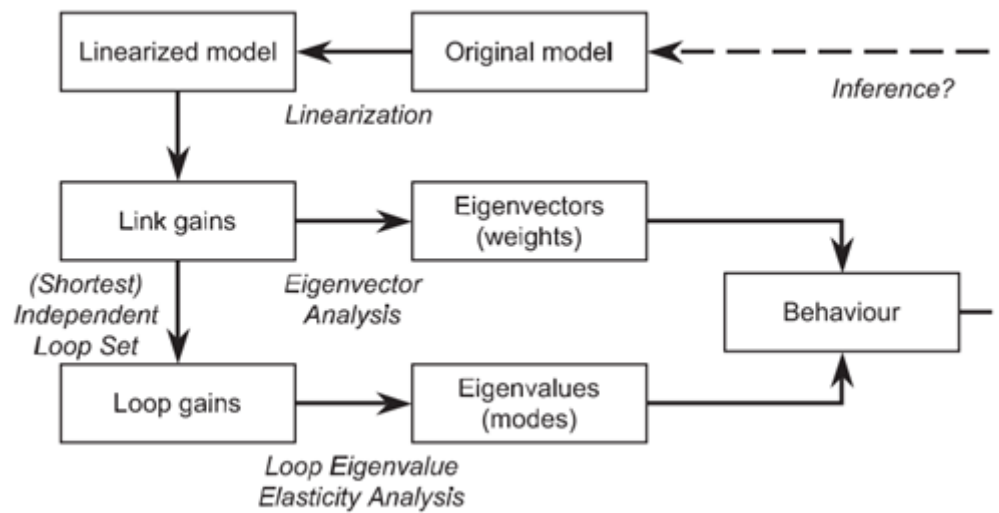 Linearized model
Original model
Inference?
Linearization
Link gains
Eigenvectors
(weights)
(Shortest)
Independent
Loop Set
Eigenvector
Analysis
Behaviour
Loop gains
Eigenvalues
(modes)
Loop Eigenvalue
Elasticity Analysis